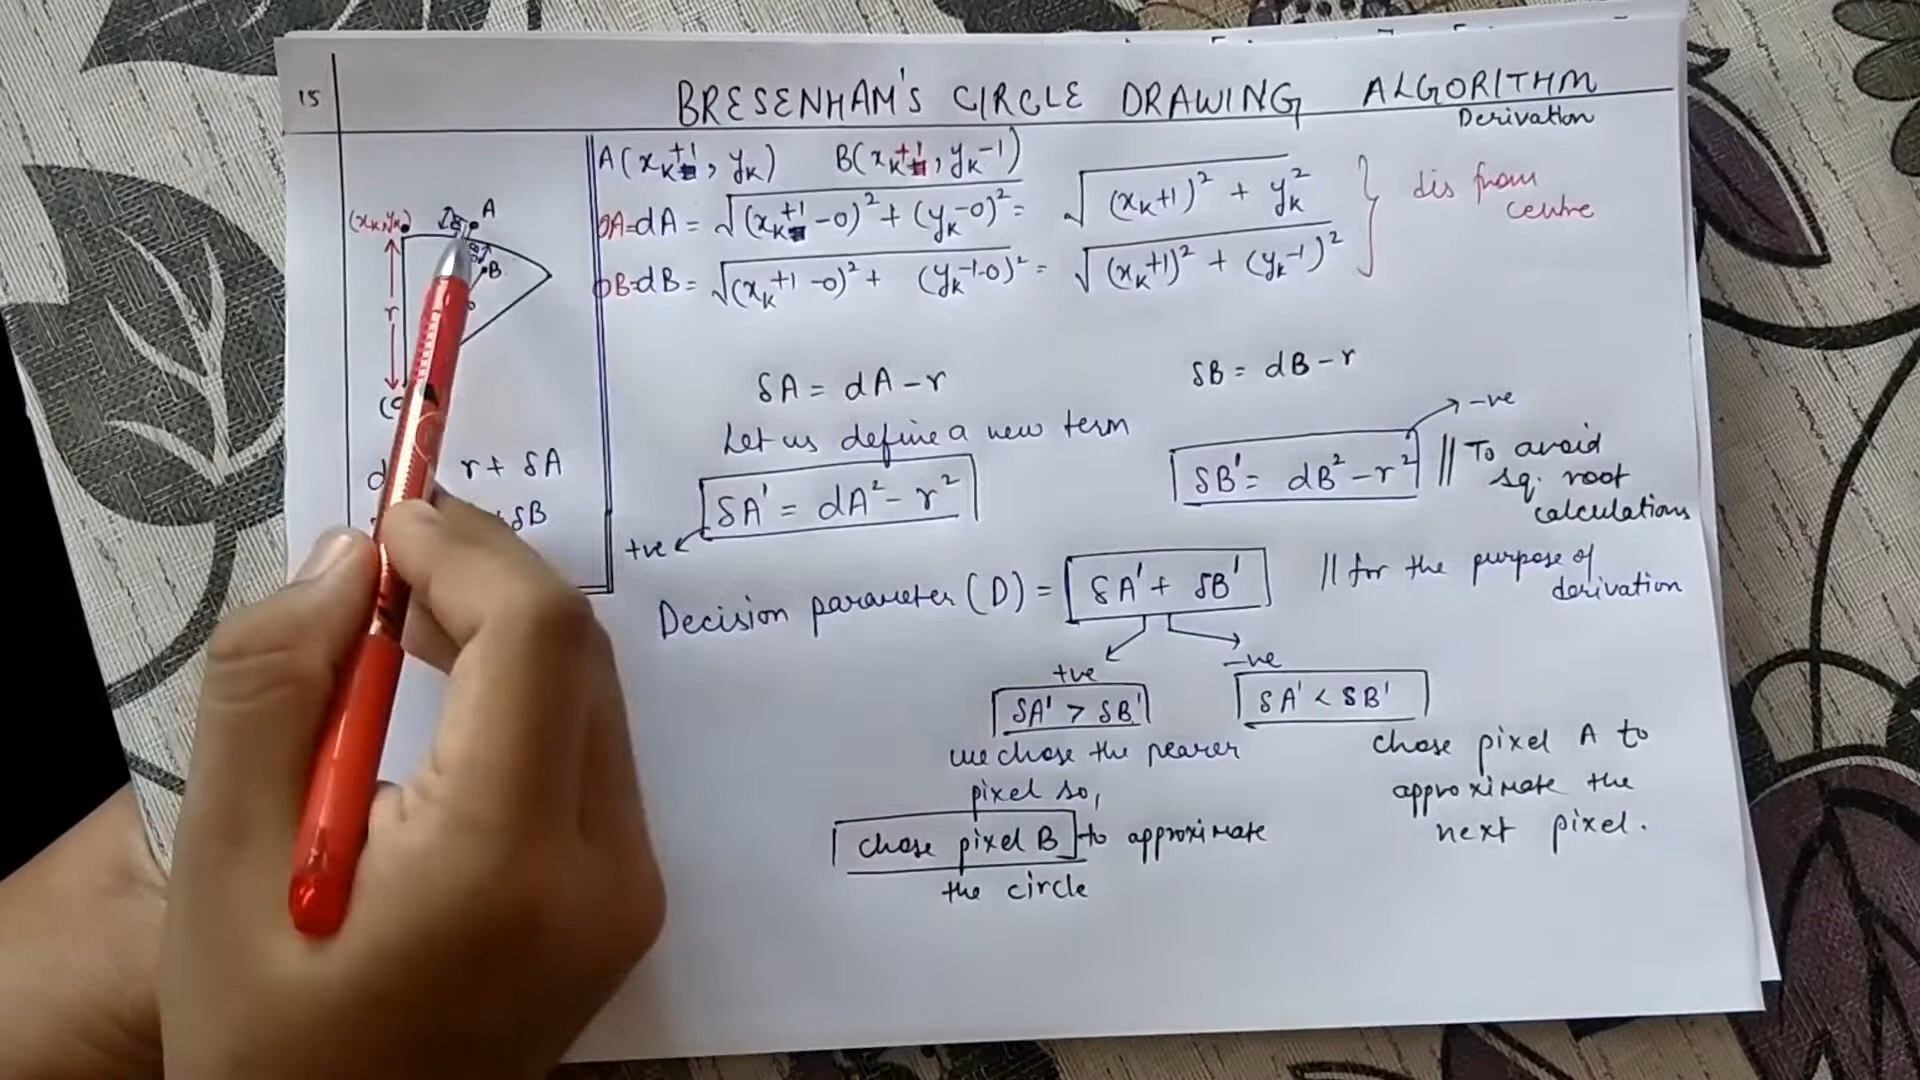 15
BRESENHAM'S CIRCLE DRAWING ALGORITHM
Derivation
(xₖ, yₖ)
A
B
r
r + δA
δB
A(xₖ+1, yₖ) B(xₖ+1, yₖ-1)
OA=dA = √(xₖ+1-0)² + (yₖ-0)² = √(xₖ+1)² + yₖ²
OB=dB = √(xₖ+1-0)² + (yₖ-1-0)² = √(xₖ+1)² + (yₖ-1)²
dis from
centre
δA = dA - r
δB = dB - r
Let us define a new term
δA' = dA² - r²
+ve
δB' = dB² - r²
-ve
// To avoid
sq. root
calculations
Decision parameter (D) = δA' + δB' // for the purpose of
derivation
+ve
-ve
δA' > δB'
δA' < δB'
we chose the nearer
pixel so,
chose pixel B to approximate
the circle
chose pixel A to
approximate the
next pixel.